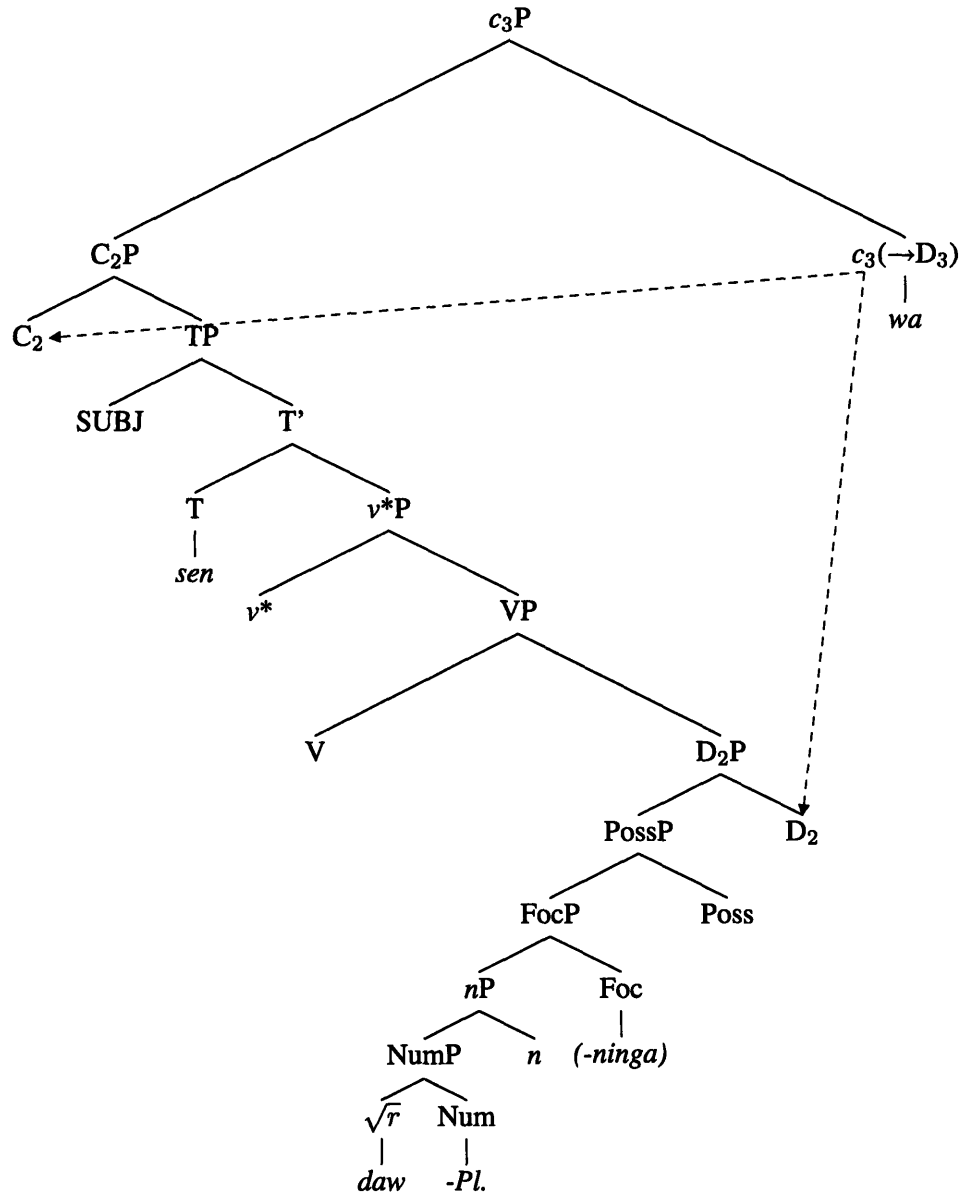 c₃P
C₂P c₃(→D₃)
wa
C₂ TP
SUBJ T’
T v*P
sen
v* VP
V D₂P
PossP D₂
FocP Poss
nP Foc
NumP n (-ninga)
√r Num
daw -Pl.